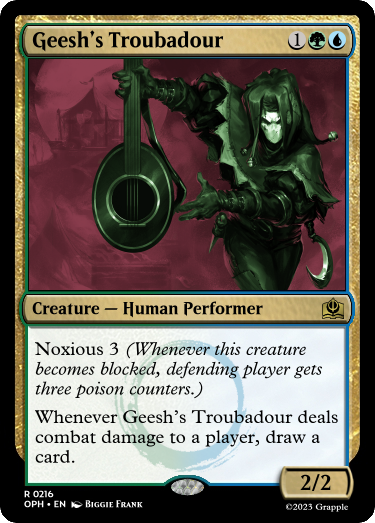 Geesh's Troubadour 1
Creature — Human Performer
Noxious 3 (Whenever this creature
becomes blocked, defending player gets
three poison counters.)
Whenever Geesh's Troubadour deals
combat damage to a player, draw a
card.
2/2
R 0216
OPH • EN Biggie Frank
©2023 Grapple